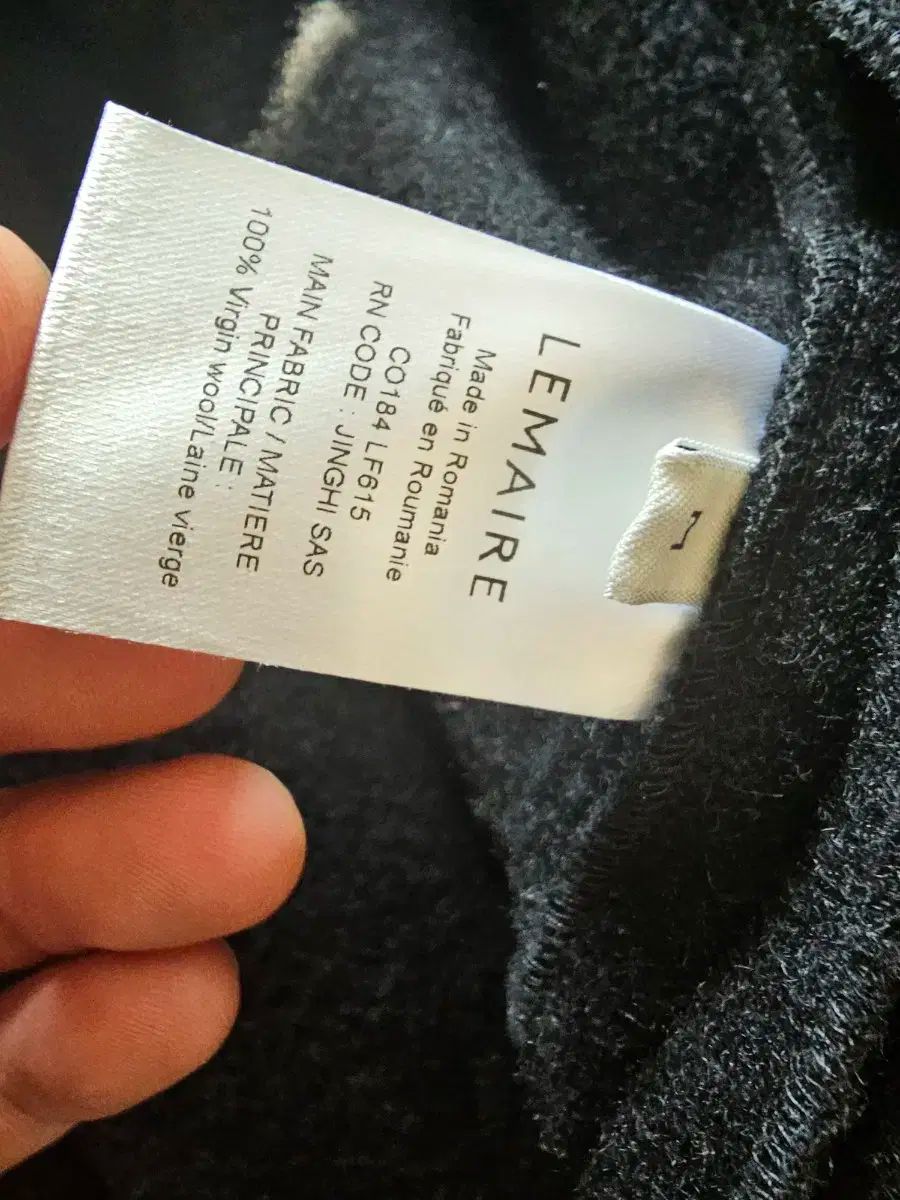 LEMAIRE
Made in Romania
Fabriqué en Roumanie
CO184 LF615
RN CODE : JINGHI SAS
MAIN FABRIC / MATIERE
PRINCIPALE :
100% Virgin wool/Laine vierge